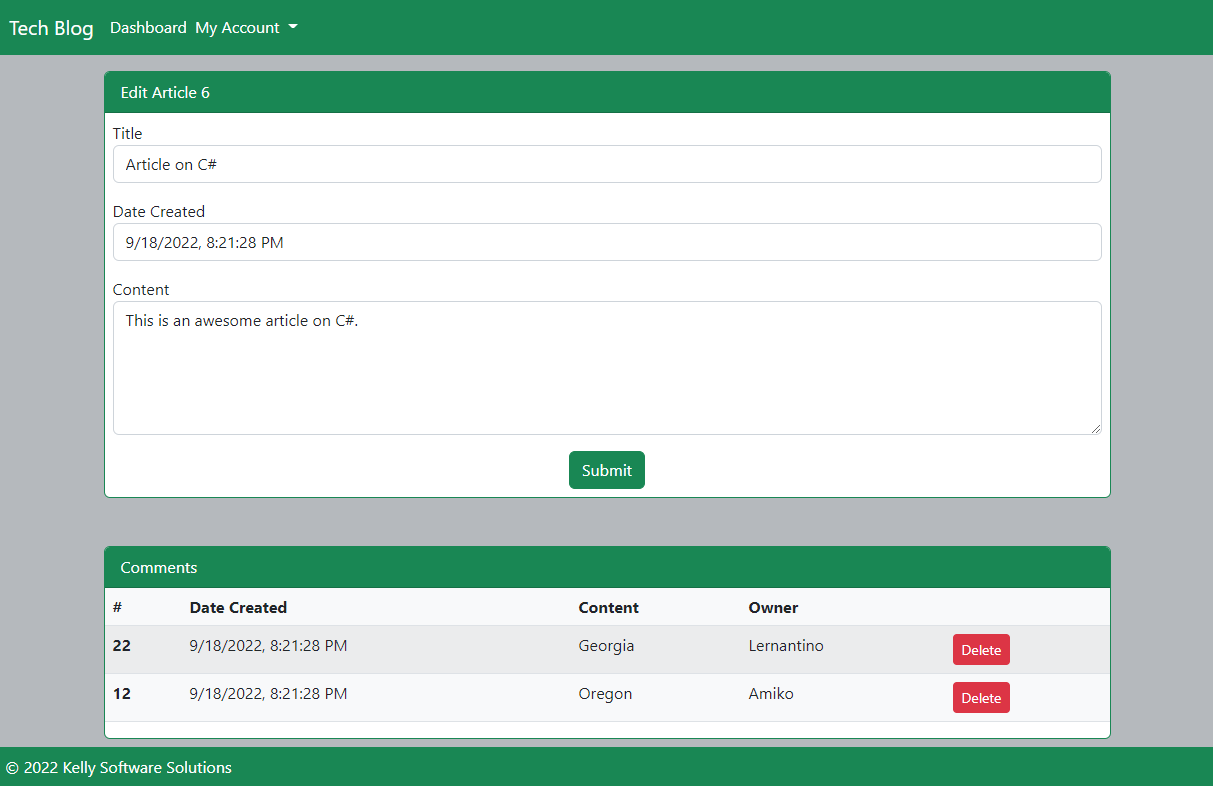 Tech Blog Dashboard My Account
Edit Article 6
Title
Article on C#
Date Created
9/18/2022, 8:21:28 PM
Content
This is an awesome article on C#.
Submit
Comments
# Date Created Content Owner
22 9/18/2022, 8:21:28 PM Georgia Lernantino Delete
12 9/18/2022, 8:21:28 PM Oregon Amiko Delete
© 2022 Kelly Software Solutions